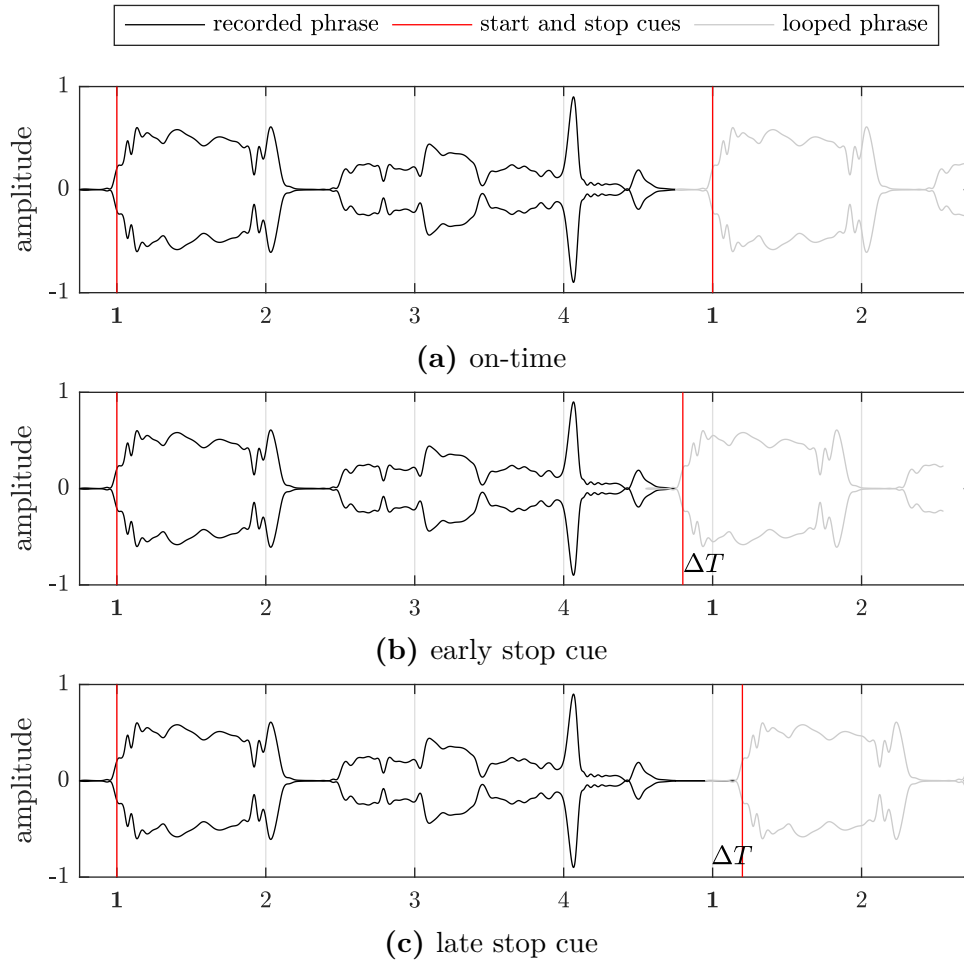 recorded phrase start and stop cues looped phrase
1
amplitude
0
-1
1 2 3 4 1 2
(a) on-time
1
amplitude
0
-1
ΔT
1 2 3 4 1 2
(b) early stop cue
1
amplitude
0
-1
ΔT
1 2 3 4 1 2
(c) late stop cue